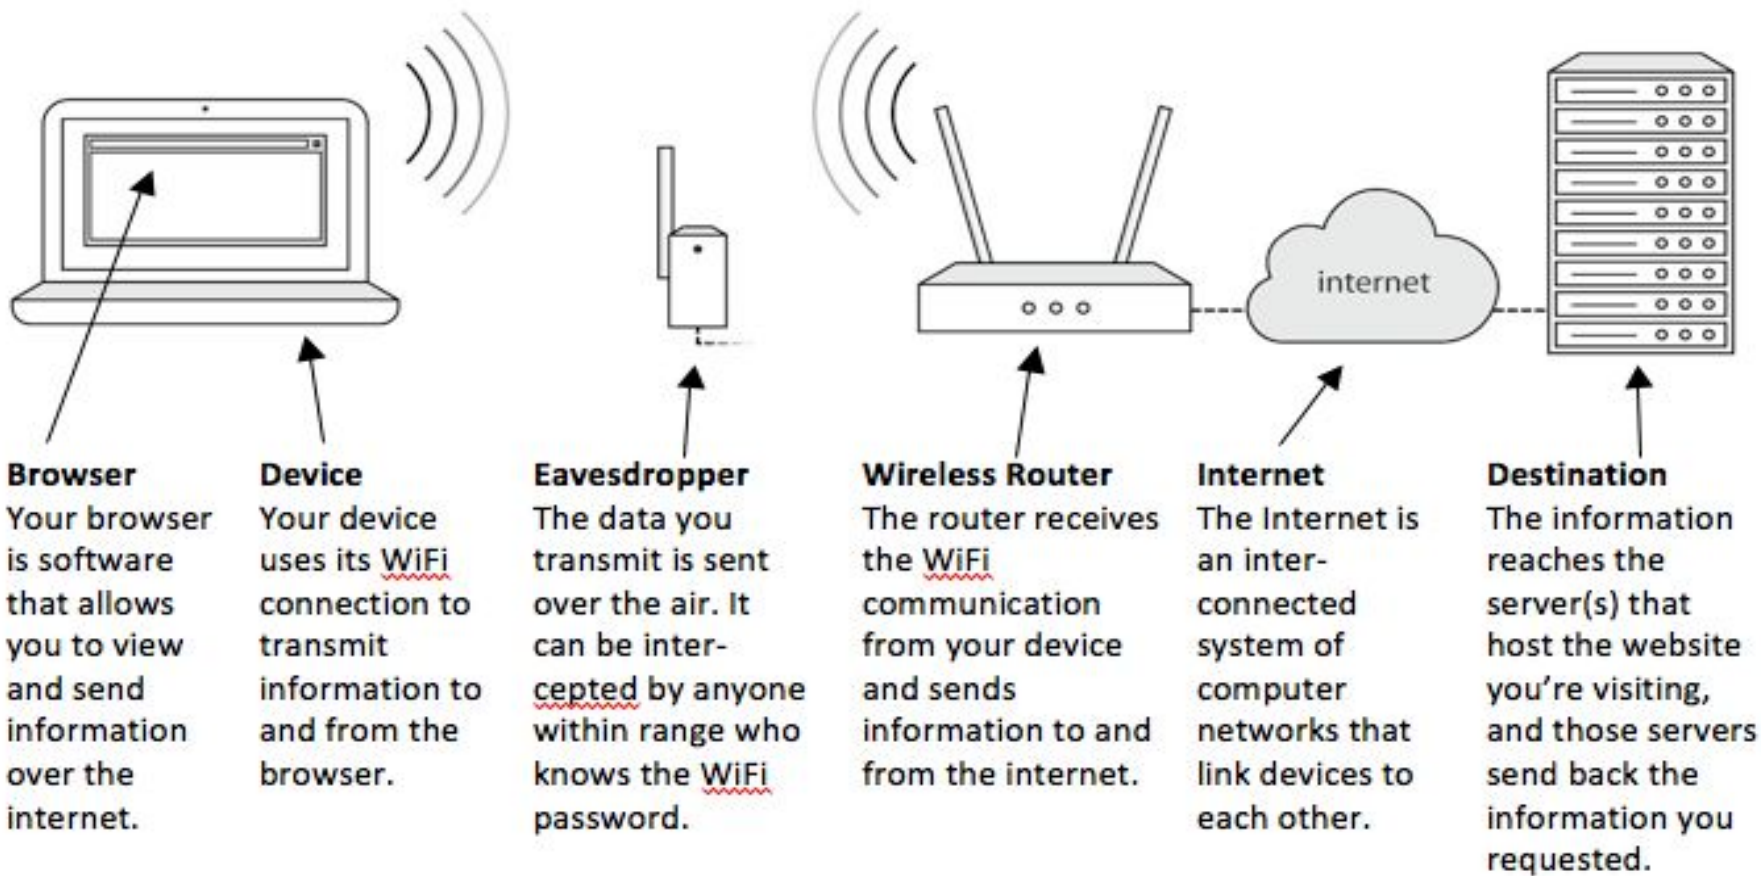 internet
Browser
Your browser
is software
that allows
you to view
and send
information
over the
internet.
Device
Your device
uses its WiFi
connection to
transmit
information to
and from the
browser.
Eavesdropper
The data you
transmit is sent
over the air. It
can be inter-
cepted by anyone
within range who
knows the WiFi
password.
Wireless Router
The router receives
the WiFi
communication
from your device
and sends
information to and
from the internet.
Internet
The Internet is
an inter-
connected
system of
computer
networks that
link devices to
each other.
Destination
The information
reaches the
server(s) that
host the website
you're visiting,
and those servers
send back the
information you
requested.